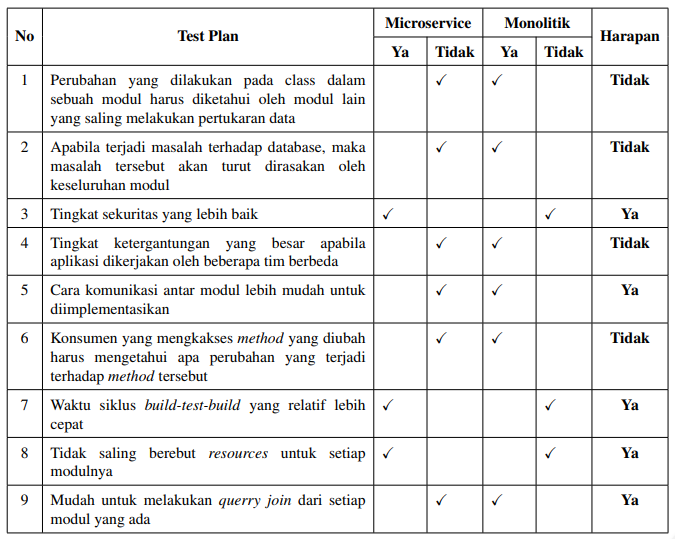 No Test Plan Microservice Monolitik Harapan
Ya Tidak Ya Tidak
1 Perubahan yang dilakukan pada class dalam ✓ ✓ Tidak
sebuah modul harus diketahui oleh modul lain
yang saling melakukan pertukaran data
2 Apabila terjadi masalah terhadap database, maka ✓ ✓ Tidak
masalah tersebut akan turut dirasakan oleh
keseluruhan modul
3 Tingkat sekuritas yang lebih baik ✓ ✓ Ya
4 Tingkat ketergantungan yang besar apabila ✓ ✓ Tidak
aplikasi dikerjakan oleh beberapa tim berbeda
5 Cara komunikasi antar modul lebih mudah untuk ✓ ✓ Ya
diimplementasikan
6 Konsumen yang mengkakses method yang diubah ✓ ✓ Tidak
harus mengetahui apa perubahan yang terjadi
terhadap method tersebut
7 Waktu siklus build-test-build yang relatif lebih ✓ ✓ Ya
cepat
8 Tidak saling berebut resources untuk setiap ✓ ✓ Ya
modulnya
9 Mudah untuk melakukan querry join dari setiap ✓ ✓ Ya
modul yang ada